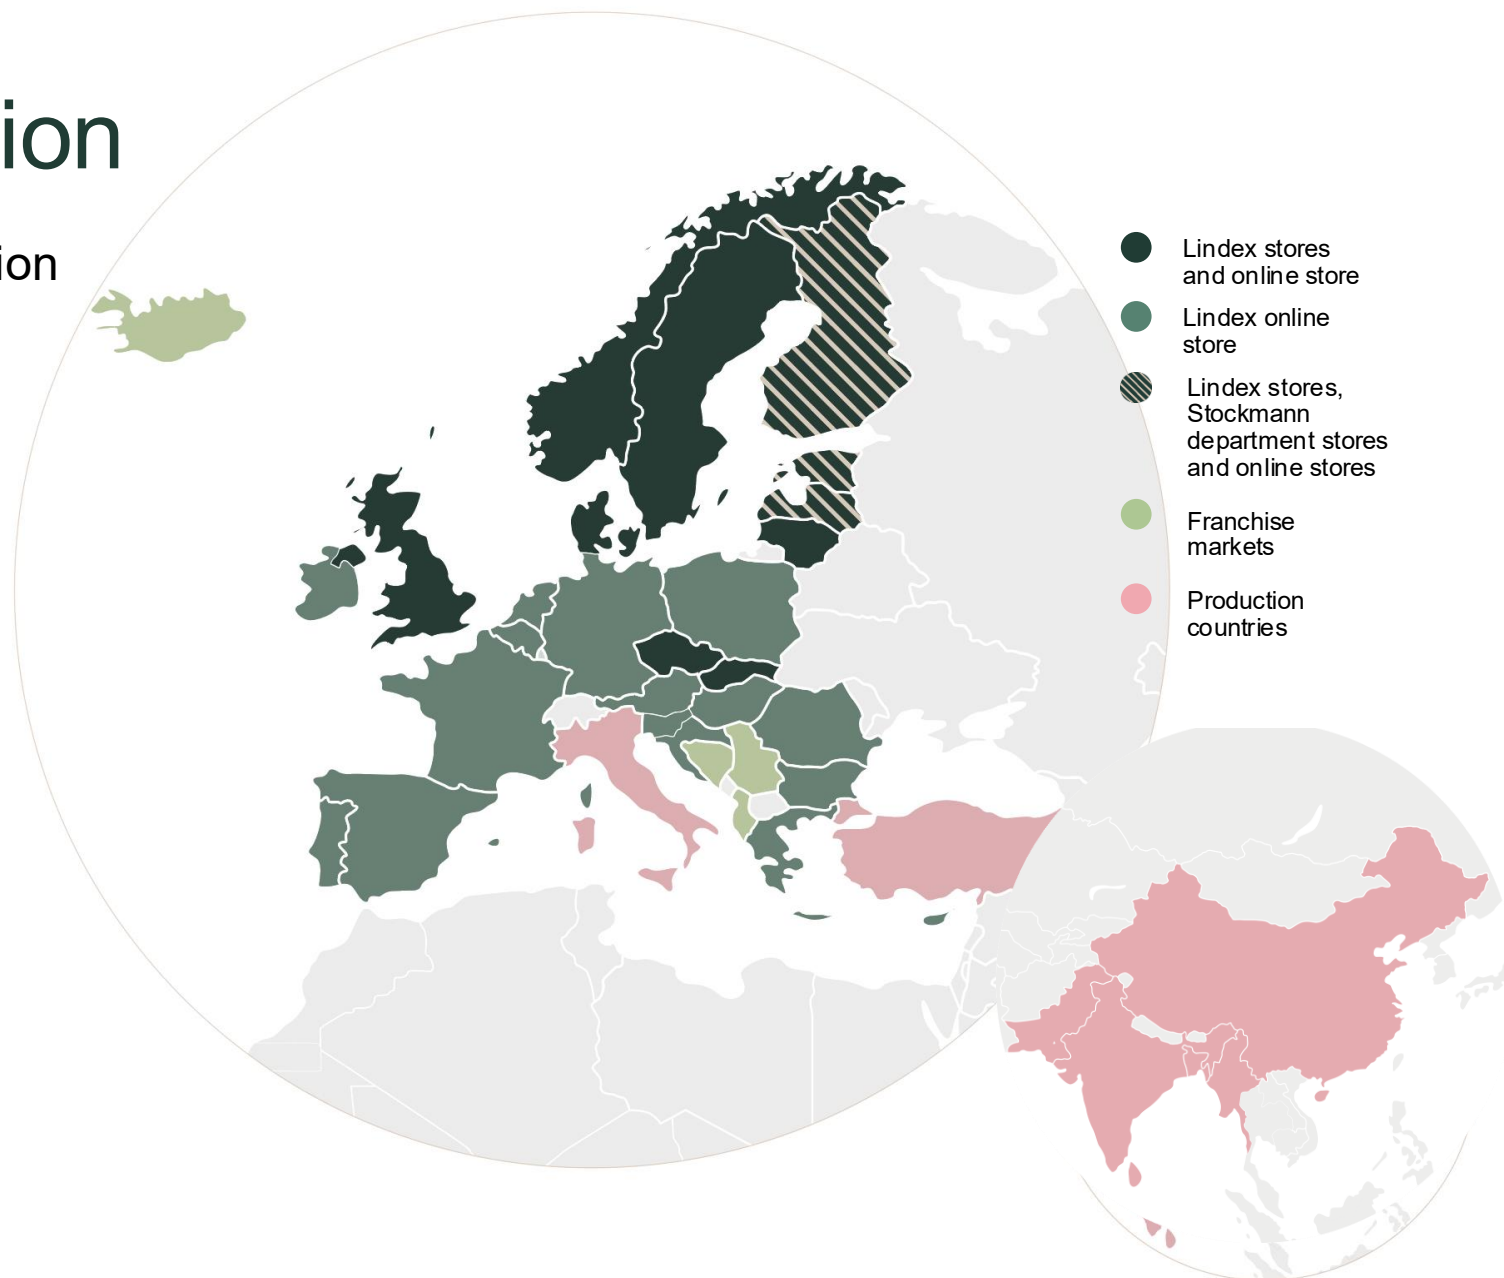 ion
ion
Lindex stores
and online store
Lindex online
store
Lindex stores,
Stockmann
department stores
and online stores
Franchise
markets
Production
countries